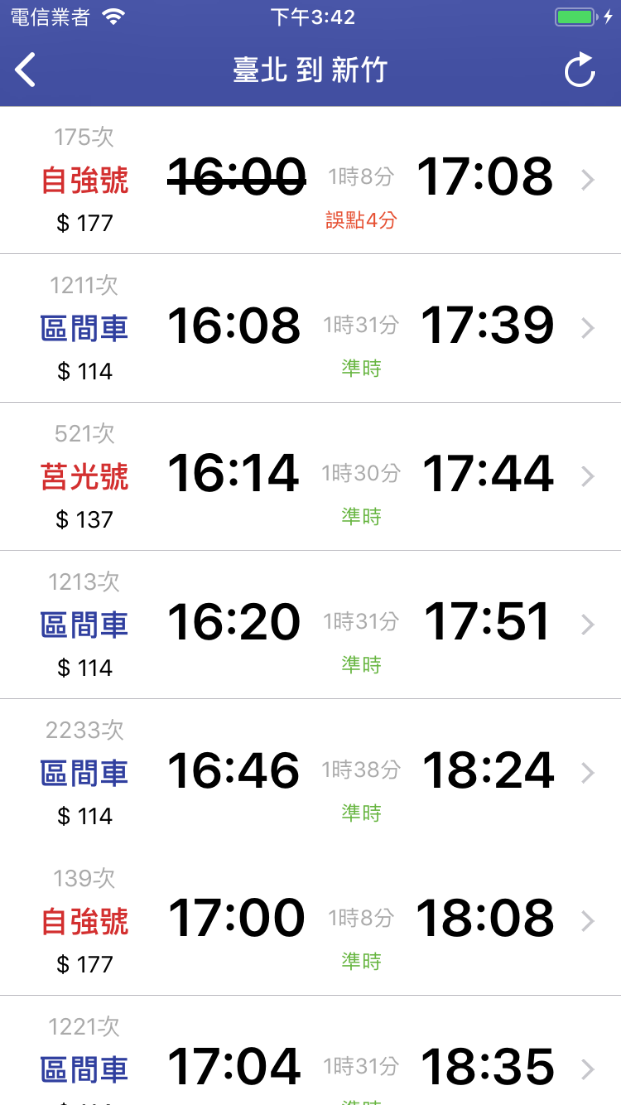 電信業者 下午3:42
臺北 到 新竹
175次
自強號 16:00 1時8分 17:08
$ 177 誤點4分
1211次
區間車 16:08 1時31分 17:39
$ 114 準時
521次
莒光號 16:14 1時30分 17:44
$ 137 準時
1213次
區間車 16:20 1時31分 17:51
$ 114 準時
2233次
區間車 16:46 1時38分 18:24
$ 114 準時
139次
自強號 17:00 1時8分 18:08
$ 177 準時
1221次
區間車 17:04 1時31分 18:35